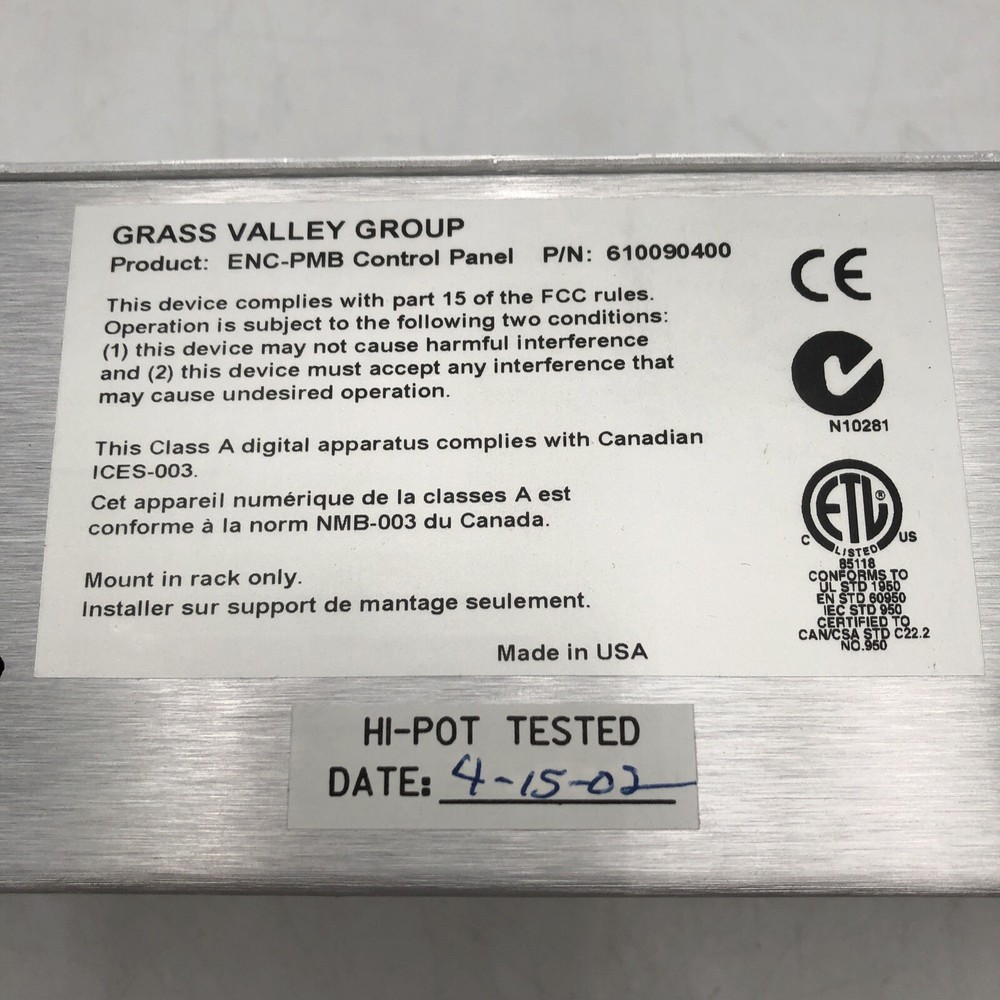 GRASS VALLEY GROUP
Product: ENC-PMB Control Panel P/N: 610090400
This device complies with part 15 of the FCC rules.
Operation is subject to the following two conditions:
(1) this device may not cause harmful interference
and (2) this device must accept any interference that
may cause undesired operation.
This Class A digital apparatus complies with Canadian
ICES-003.
Cet appareil numérique de la classes A est
conforme à la norm NMB-003 du Canada.
Mount in rack only.
Installer sur support de mantage seulement.
Made in USA
CE
N10281
ETL®
C US
LISTED
85118
CONFORMS TO
UL STD 1950
EN STD 60950
IEC STD 950
CERTIFIED TO
CAN/CSA STD C22.2
NO.950
HI-POT TESTED
DATE: 4-15-02